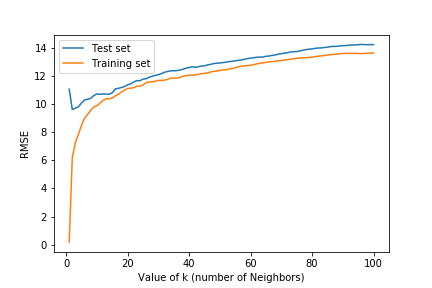 Test set
Training set
14
12
10
8
6
4
2
0
RMSE
0 20 40 60 80 100
Value of k (number of Neighbors)